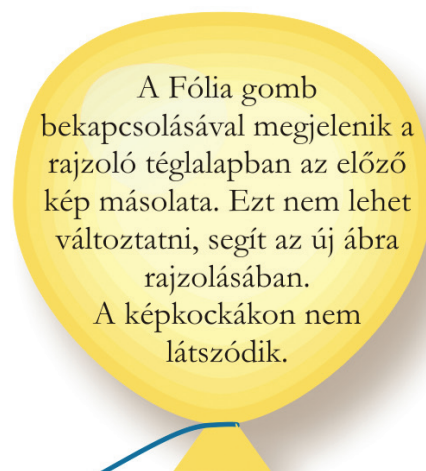 A Fólia gomb
bekapcsolásával megjelenik a
rajzoló téglalapban az előző
kép másolata. Ezt nem lehet
változtatni, segít az új ábra
rajzolásában.
A képkockákon nem
látszódik.